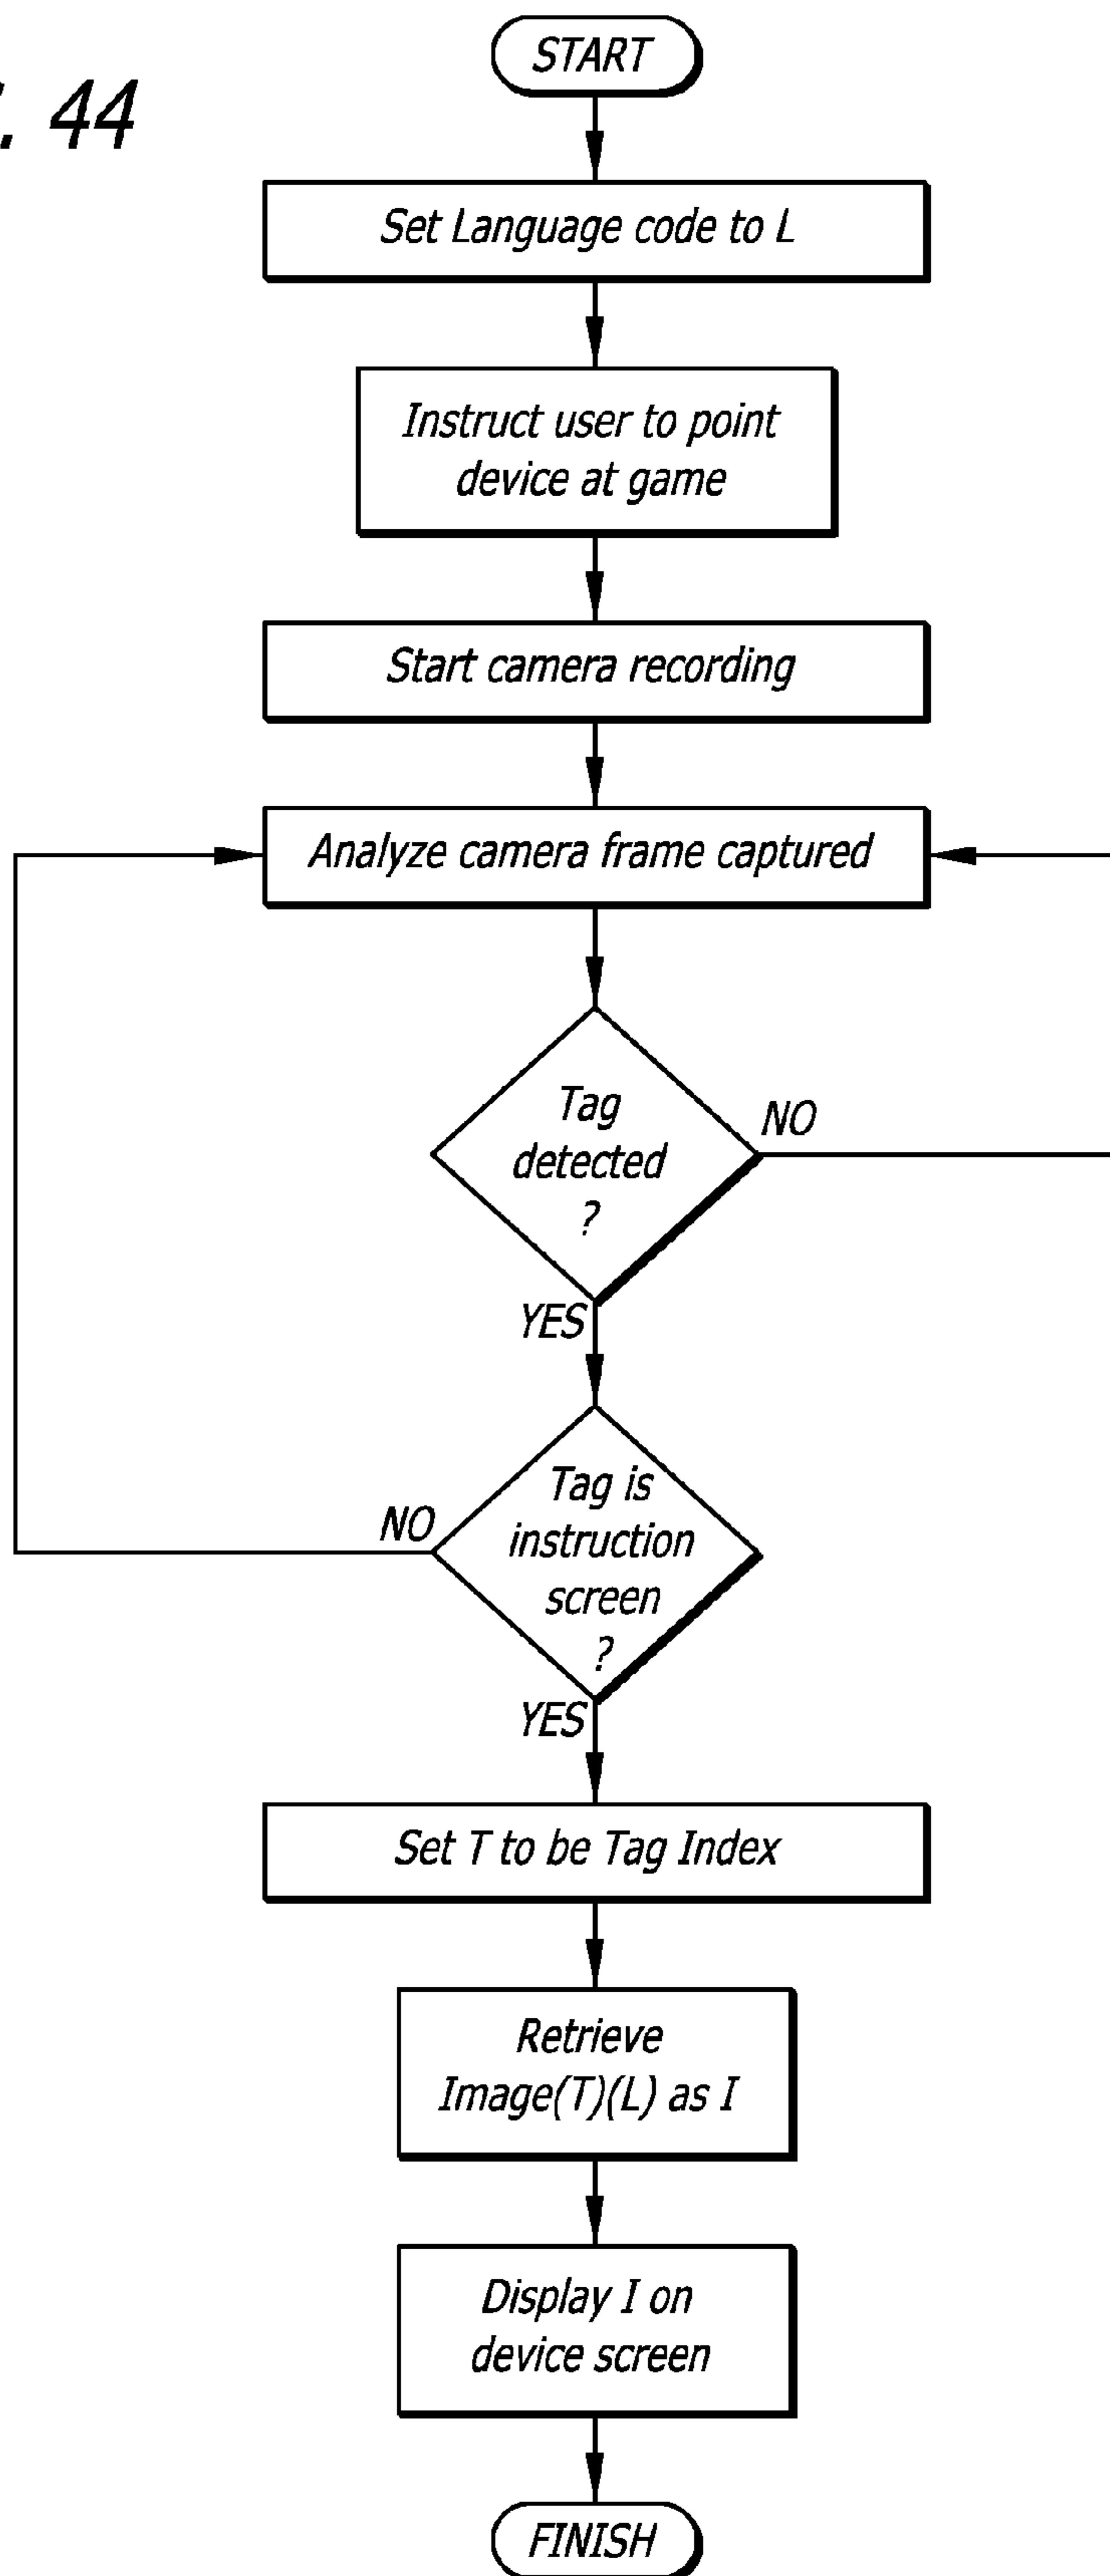 . 44
START
Set Language code to L
Instruct user to point
device at game
Start camera recording
Analyze camera frame captured
Tag
detected
?
NO
YES
Tag is
instruction
screen
?
NO
YES
Set T to be Tag Index
Retrieve
Image(T)(L) as I
Display I on
device screen
FINISH